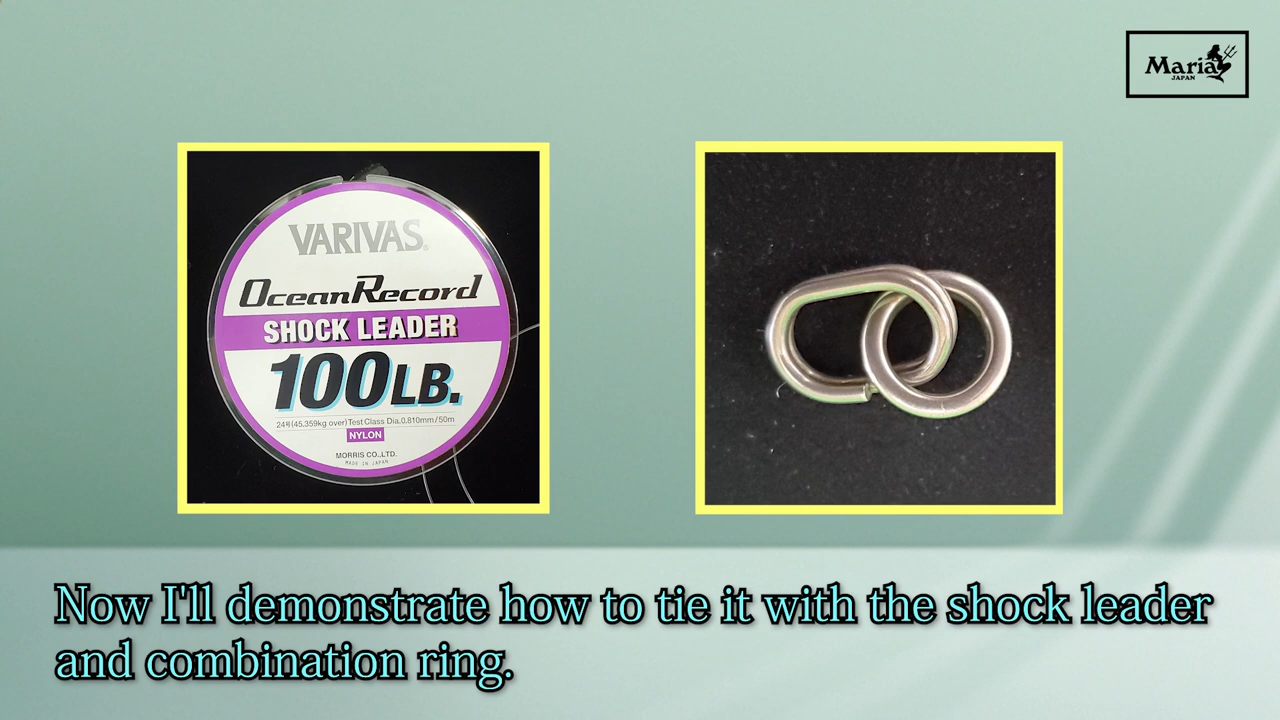 Maria
JAPAN
VARIVAS®
OceanRecord
SHOCK LEADER
100LB.
24号(45.359kg over)Test Class Dia.0.810mm/50m
NYLON
MORRIS CO.,LTD.
MADE IN JAPAN
Now I'll demonstrate how to tie it with the shock leader
and combination ring.